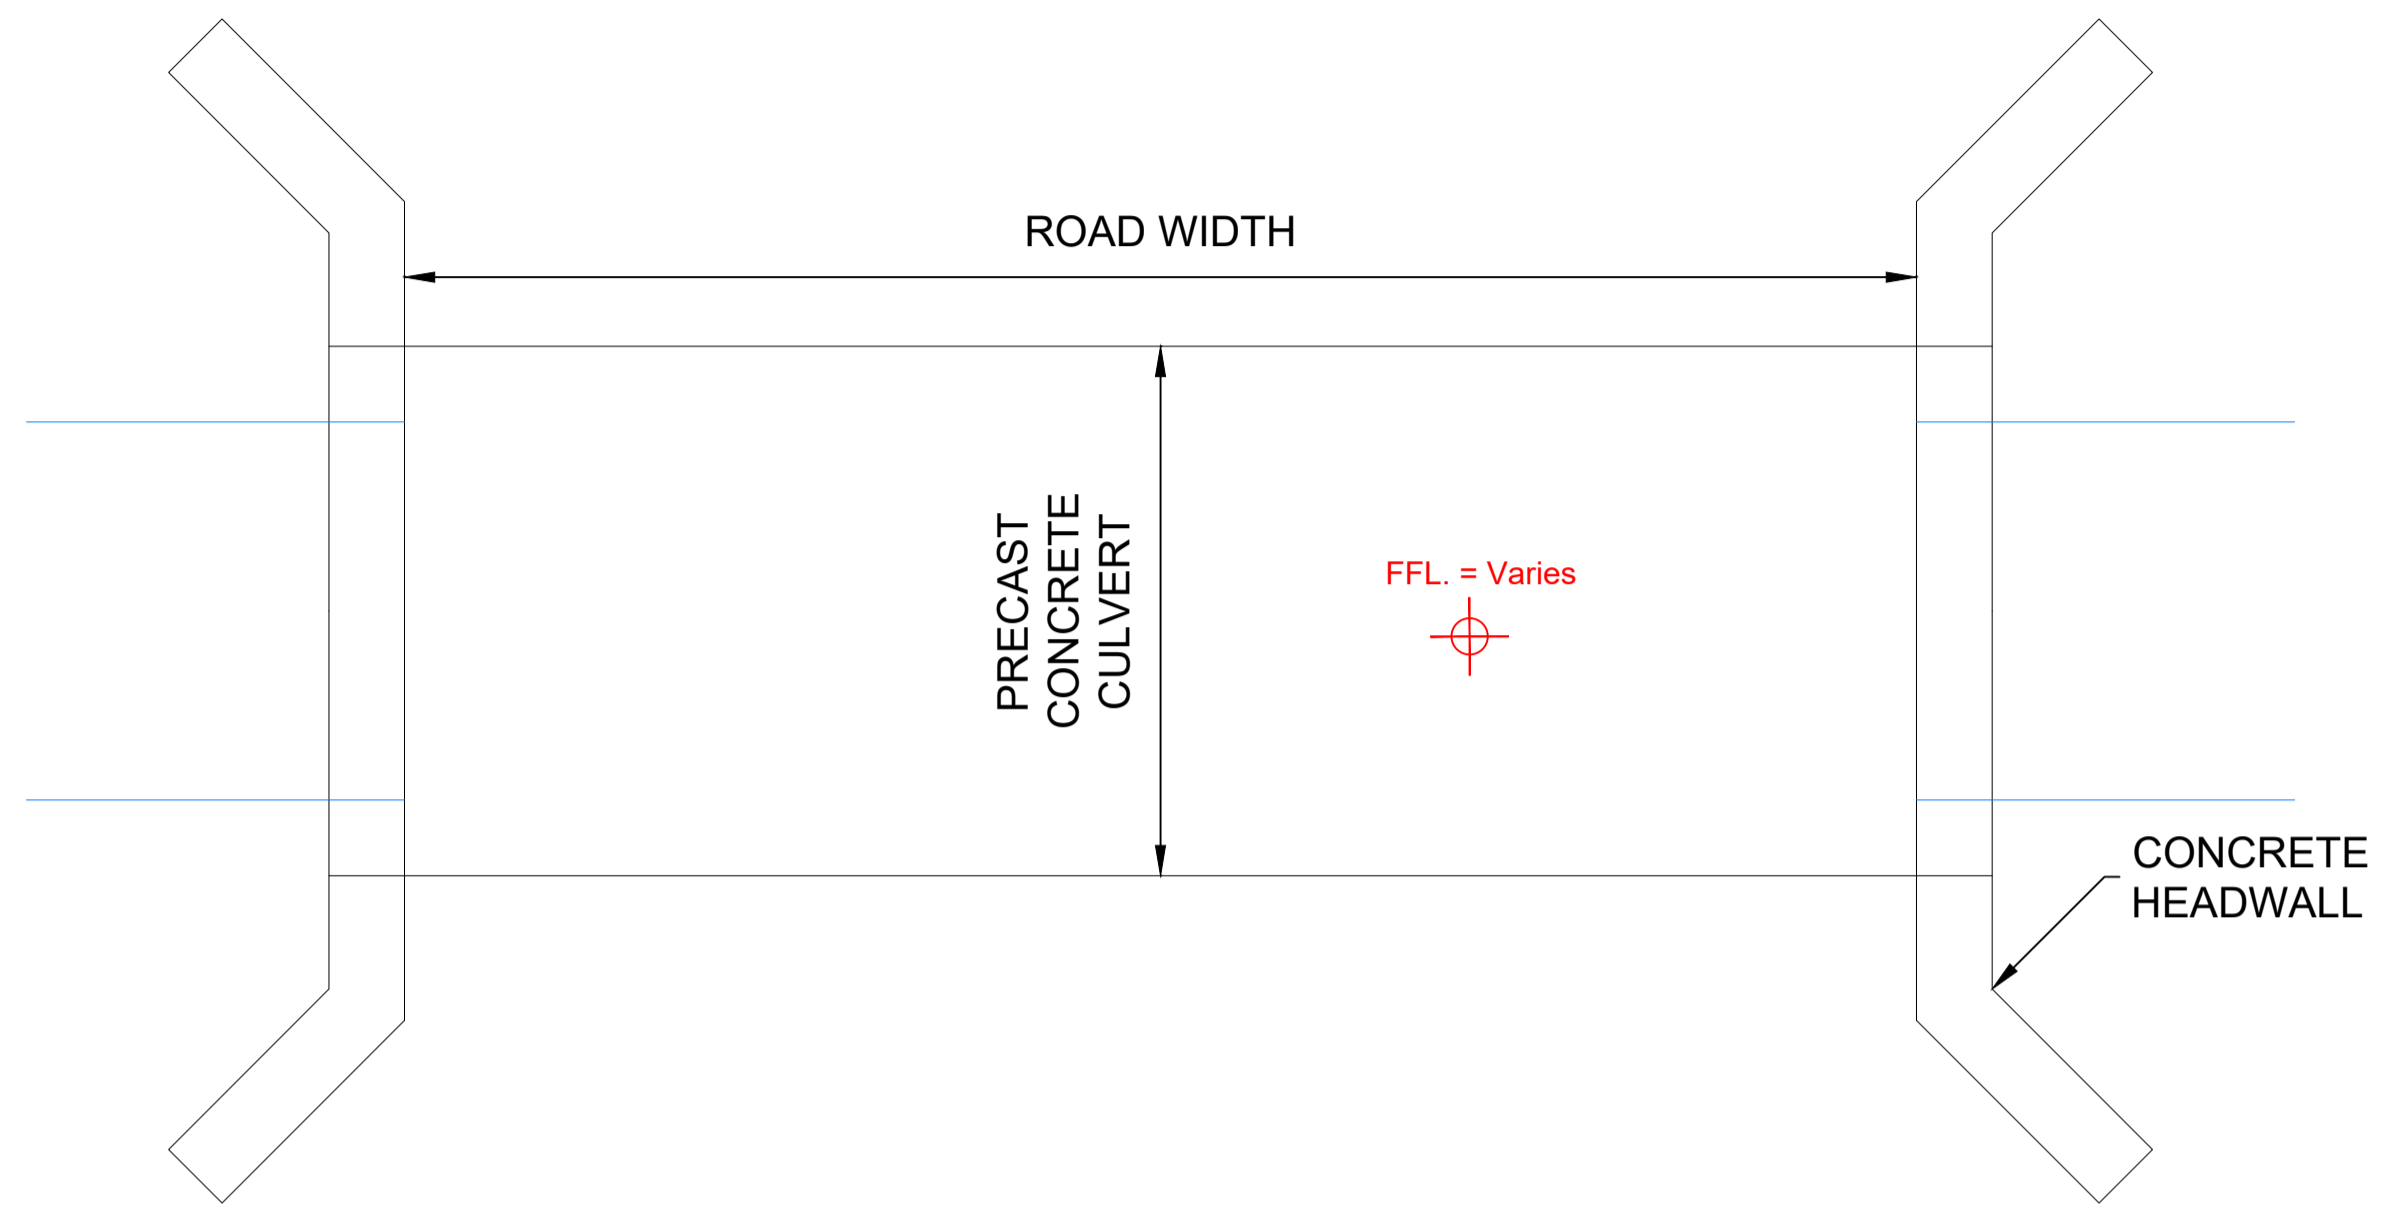 ROAD WIDTH
PRECAST
CONCRETE
CULVERT
FFL. = Varies
CONCRETE
HEADWALL